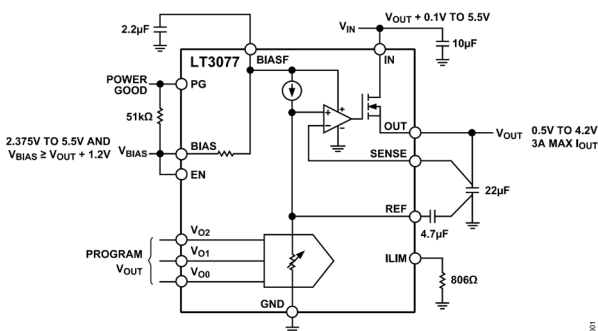 2.2µF
V_IN
V_OUT + 0.1V TO 5.5V
10µF
LT3077
BIASF
IN
POWER GOOD
PG
51kΩ
2.375V TO 5.5V AND
V_BIAS ≥ V_OUT + 1.2V
V_BIAS
BIAS
EN
+
–
+
–
OUT
V_OUT
0.5V TO 4.2V
3A MAX I_OUT
SENSE
22µF
REF
4.7µF
PROGRAM
V_OUT
V_O2
V_O1
V_O0
ILIM
806Ω
GND
001